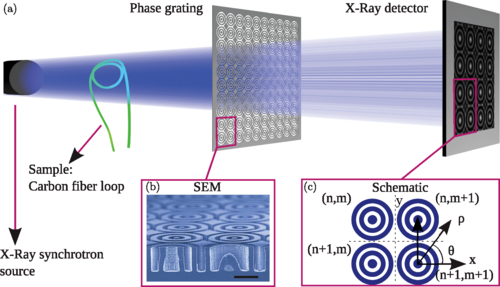 (a)
Phase grating
X-Ray detector
Sample:
Carbon fiber loop
X-Ray synchrotron
source
(b)
SEM
(c)
Schematic
(n,m)
y
(n,m+1)
ρ
(n+1,m)
θ
x
(n+1,m+1)